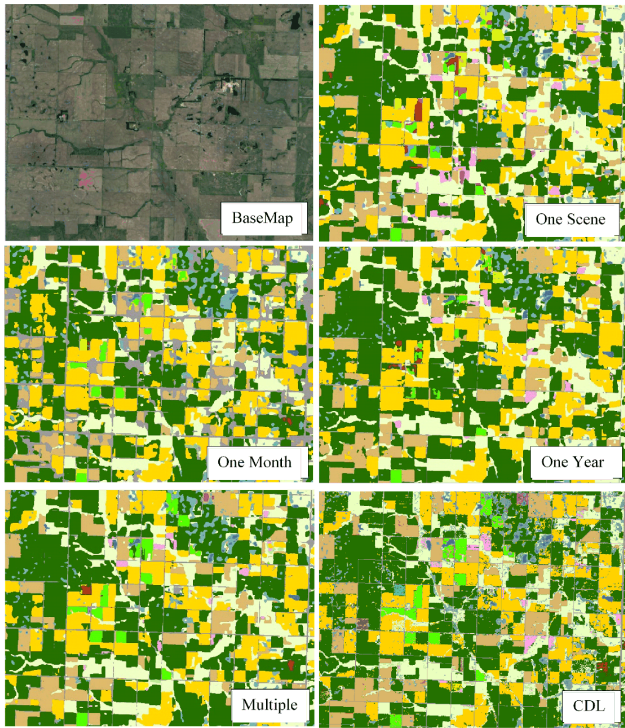 BaseMap
One Scene
One Month
One Year
Multiple
CDL